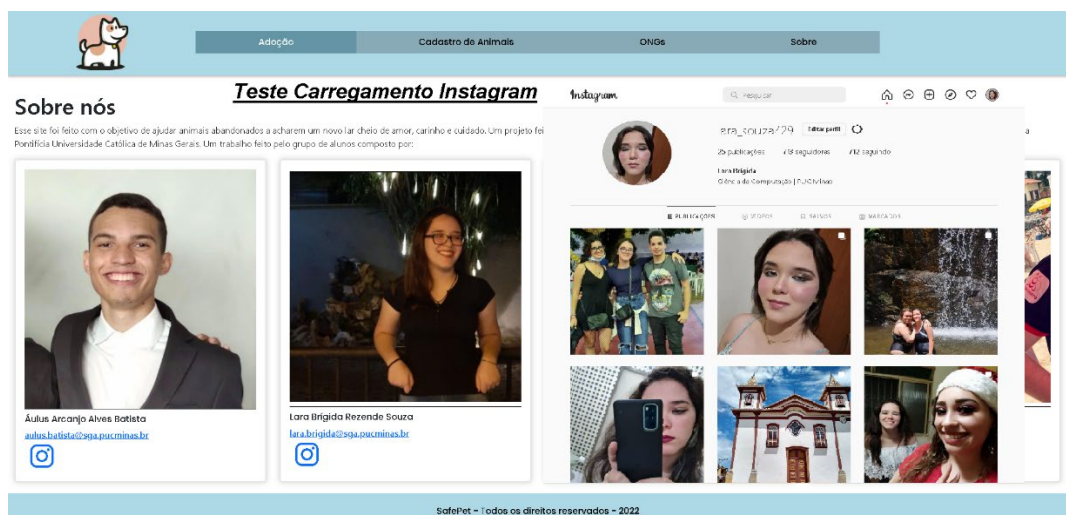 Adoção
Cadastro de Animais
ONGs
Sobre
Teste Carregamento Instagram
Sobre nós
Esse site foi feito com o objetivo de ajudar animais abandonados a acharem um novo lar cheio de amor, carinho e cuidado. Um projeto fei
Pontifícia Universidade Católica de Minas Gerais. Um trabalho feito pelo grupo de alunos composto por:
Áulus Arcanjo Alves Batista
aulus.batista@sga.pucminas.br
Lara Brígida Rezende Souza
lara.brigida@sga.pucminas.br
Instagram
Pesquisar
Editar perfil
25 publicações
seguidores
712 seguindo
Lara Brígida
Ciência da Computação | PUC Minas
PUBLICAÇÕES
VÍDEOS
SALVOS
MARCADOS
SafePet - Todos os direitos reservados - 2022